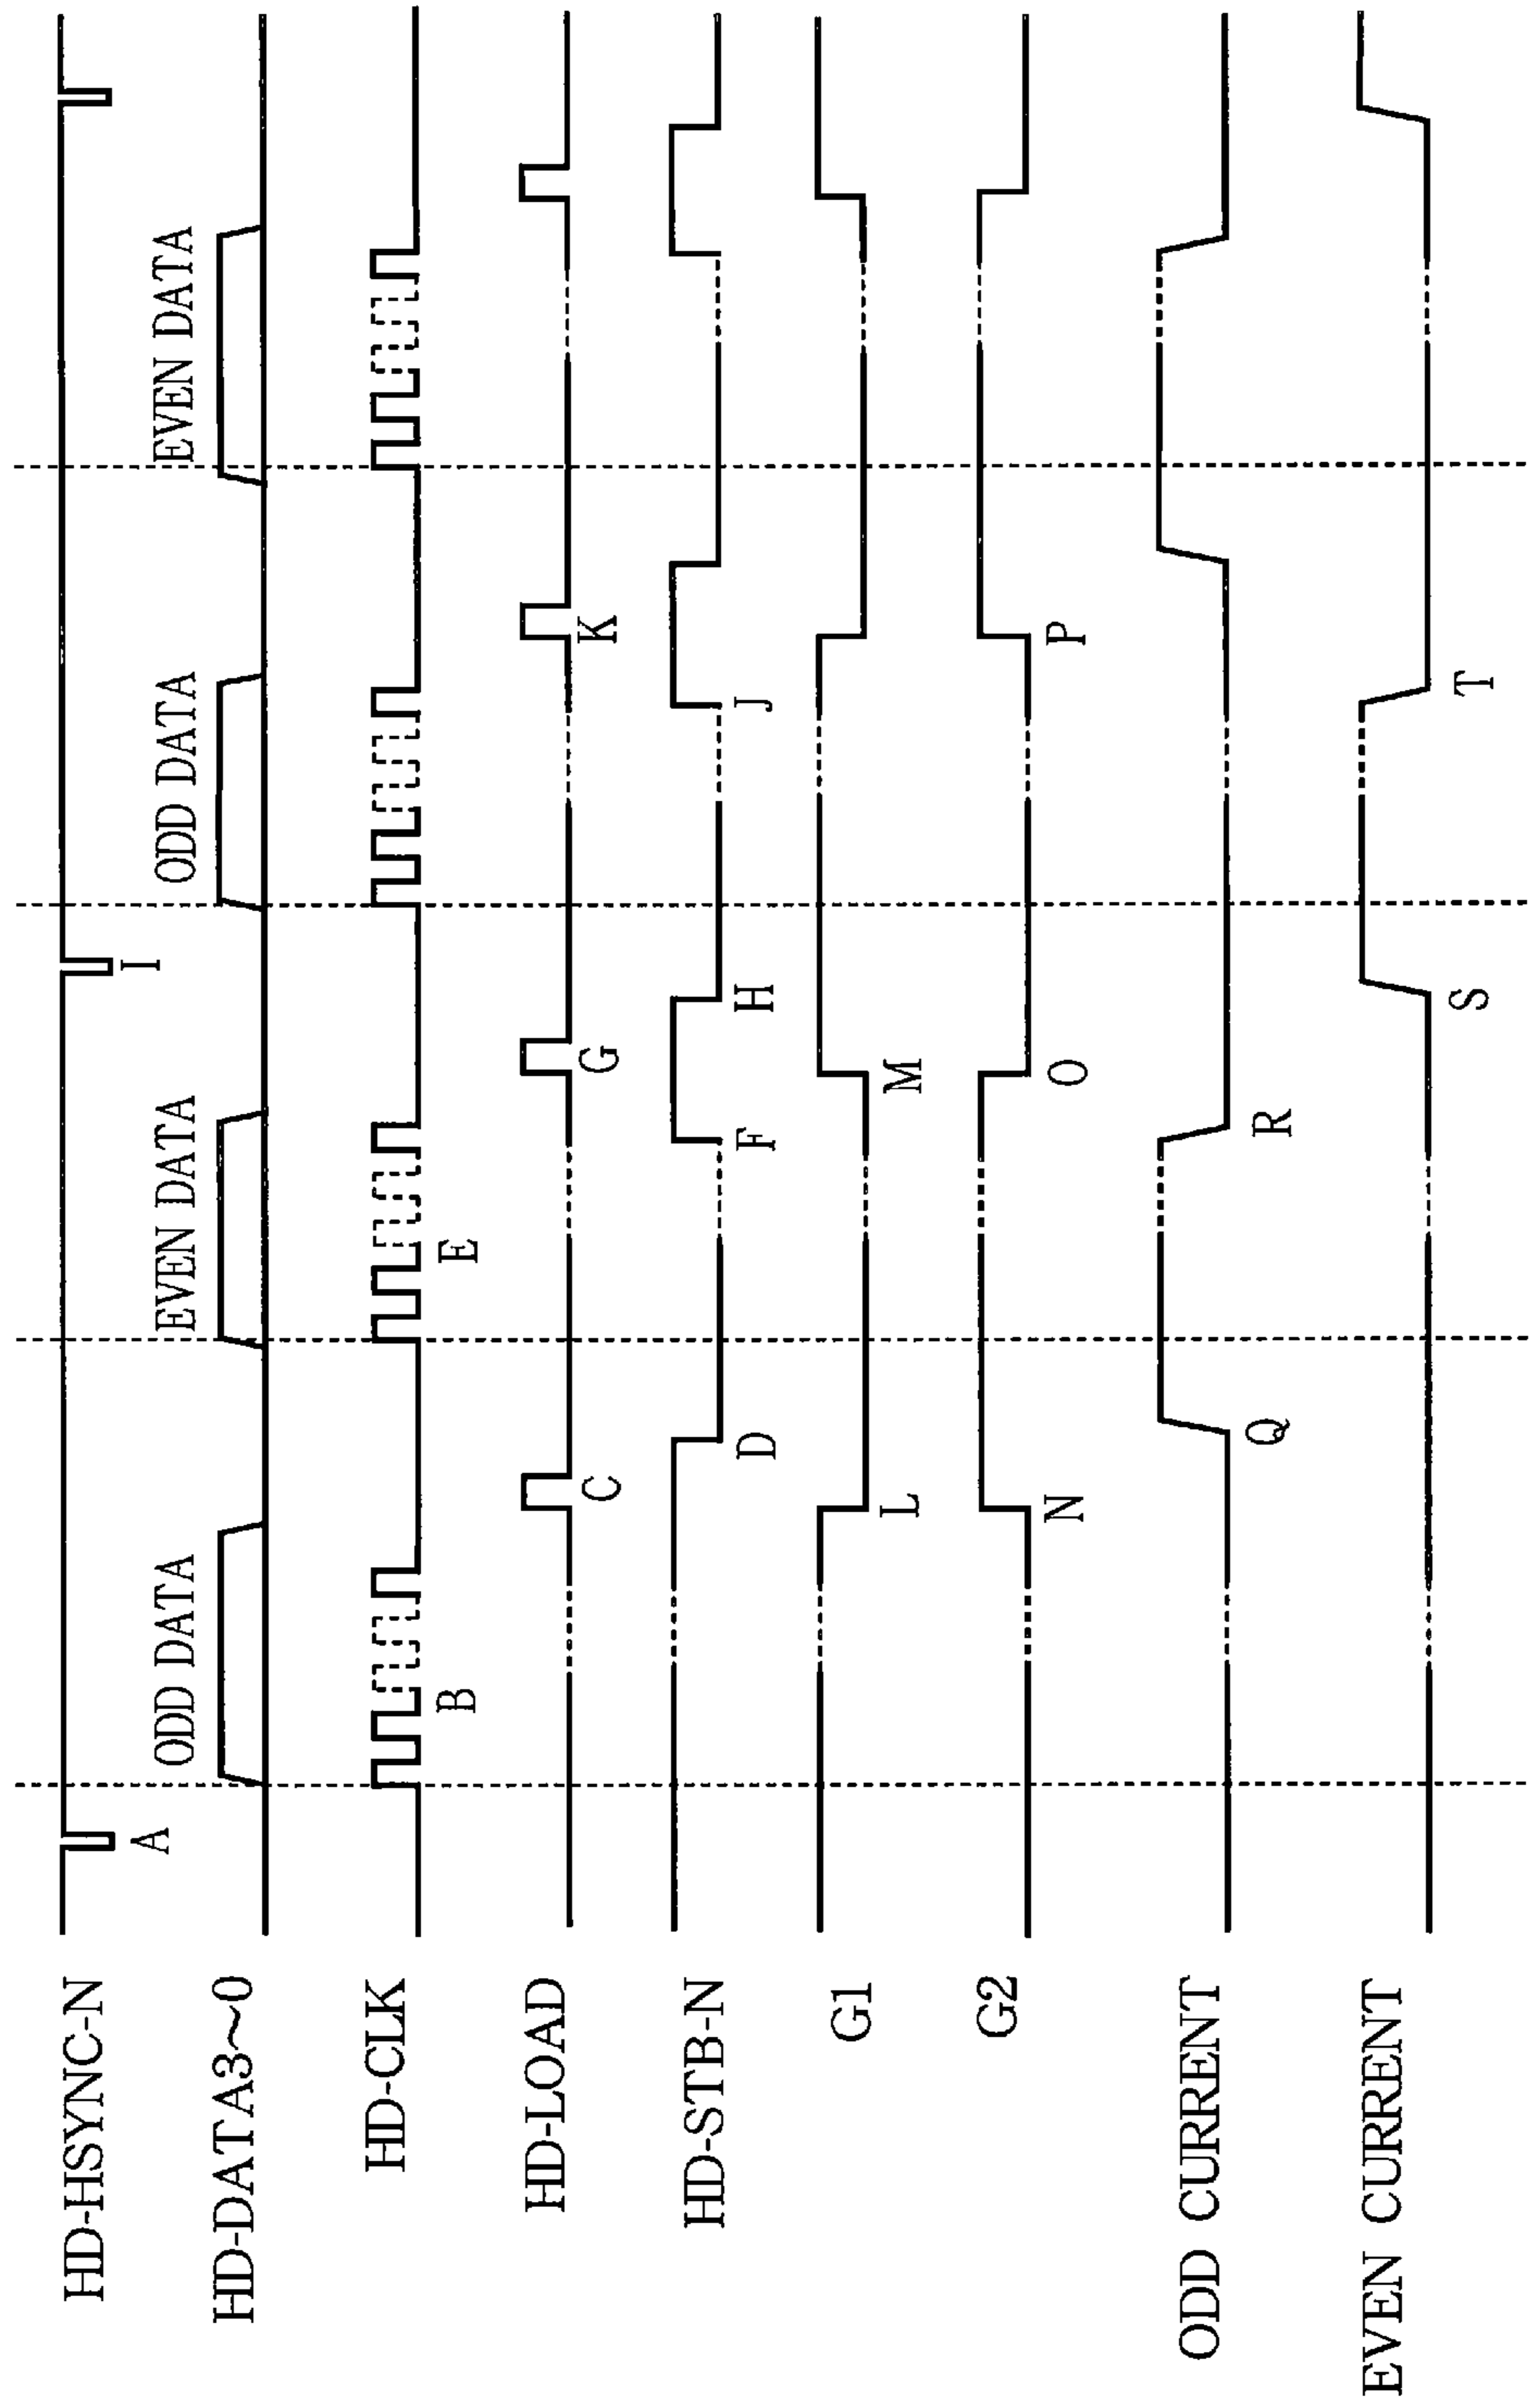 HD-HSYNC-N
A
I
HD-DATA3~0
ODD DATA
EVEN DATA
ODD DATA
EVEN DATA
HD-CLK
B
E
HD-LOAD
C
G
K
HD-STB-N
D
F
H
J
G1
L
M
G2
N
O
P
ODD CURRENT
Q
R
EVEN CURRENT
S
T